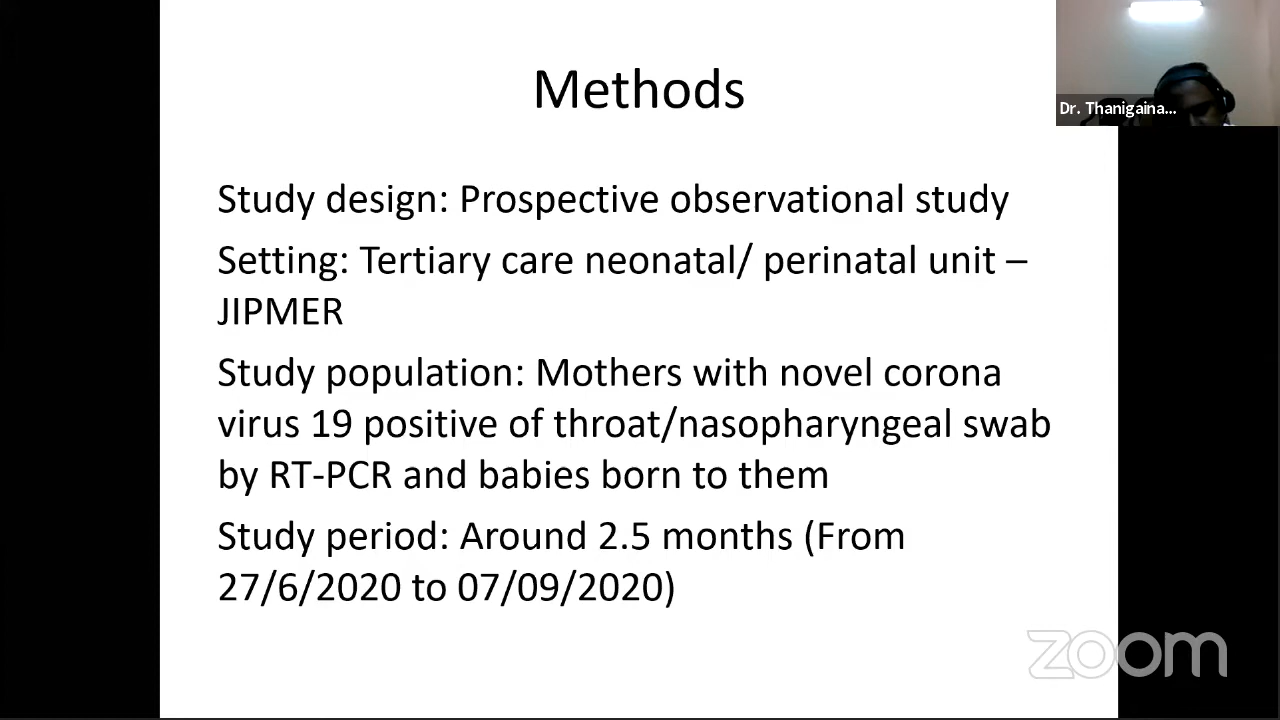 Methods
Dr. Thanigaina...
Study design: Prospective observational study
Setting: Tertiary care neonatal/ perinatal unit –
JIPMER
Study population: Mothers with novel corona
virus 19 positive of throat/nasopharyngeal swab
by RT-PCR and babies born to them
Study period: Around 2.5 months (From
27/6/2020 to 07/09/2020)
zoom